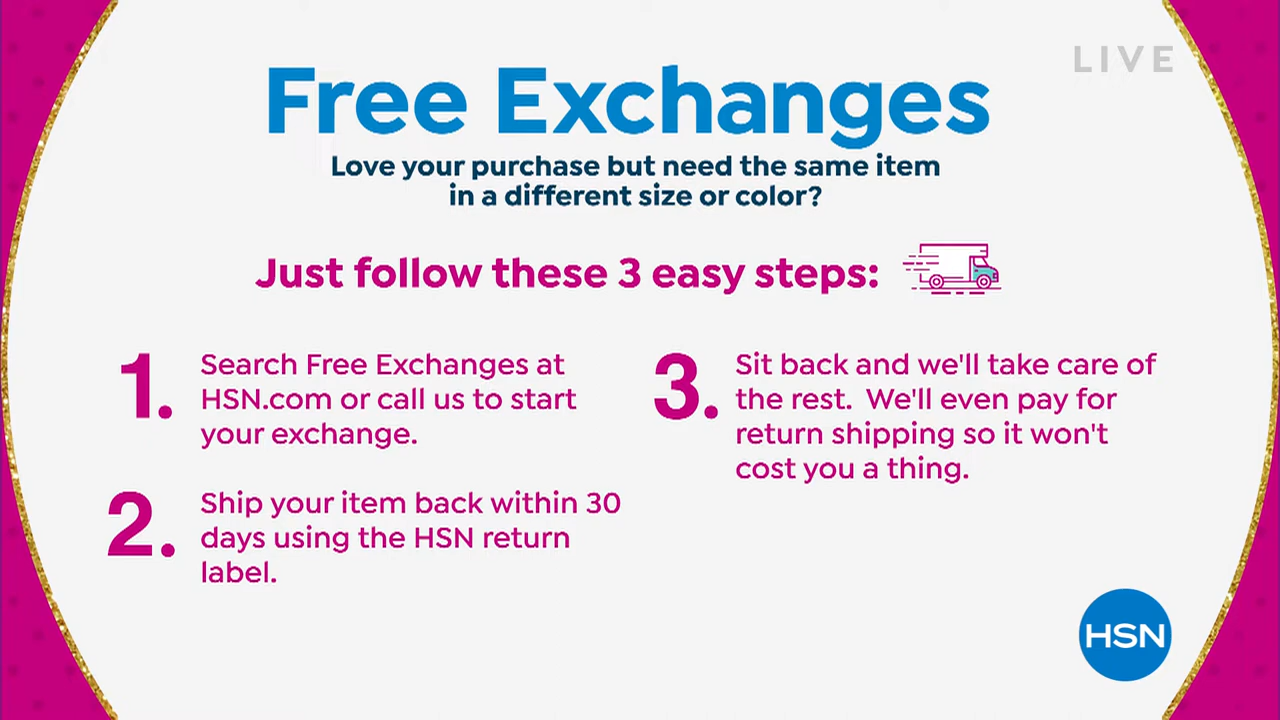 LIVE
Free Exchanges
Love your purchase but need the same item
in a different size or color?
Just follow these 3 easy steps:
1. Search Free Exchanges at
HSN.com or call us to start
your exchange.
2. Ship your item back within 30
days using the HSN return
label.
3. Sit back and we'll take care of
the rest.  We'll even pay for
return shipping so it won't
cost you a thing.
HSN